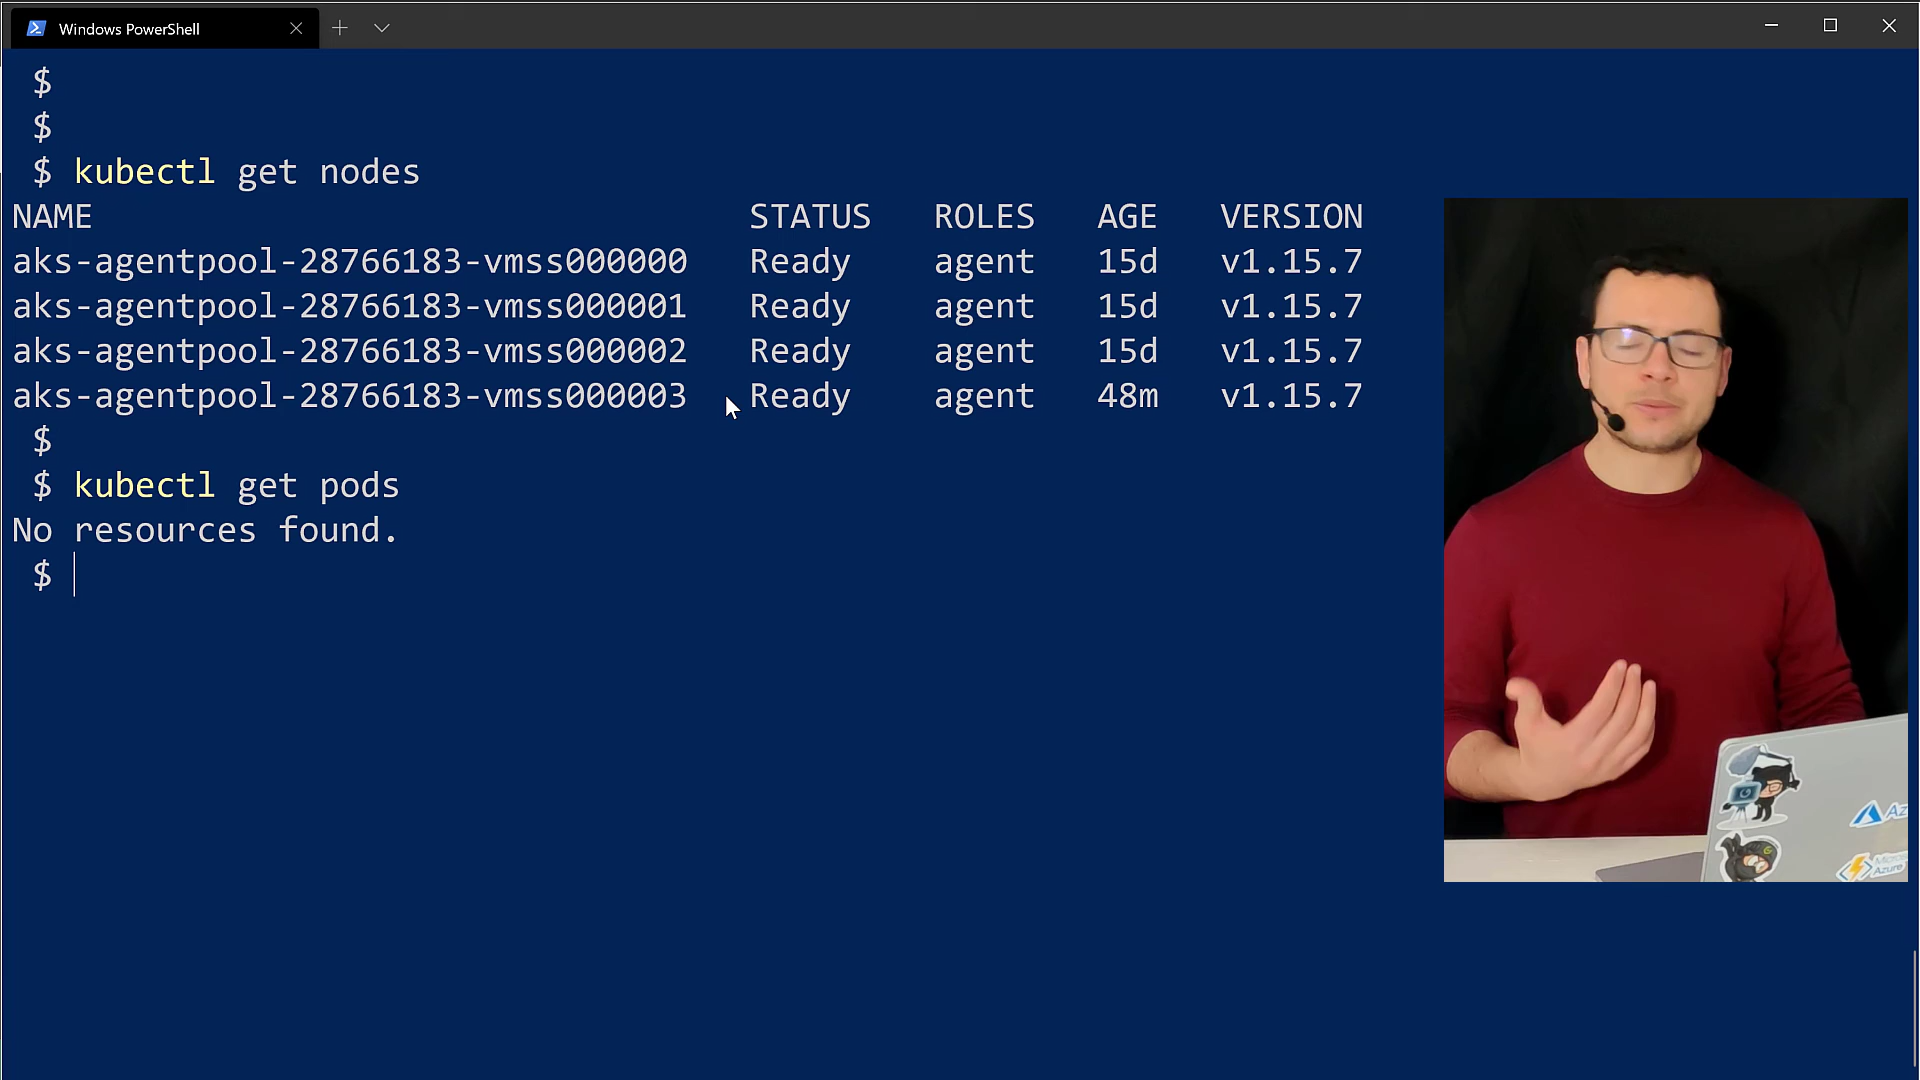 Windows PowerShell
$
$
$ kubectl get nodes
NAME STATUS ROLES AGE VERSION
aks-agentpool-28766183-vmss000000 Ready agent 15d v1.15.7
aks-agentpool-28766183-vmss000001 Ready agent 15d v1.15.7
aks-agentpool-28766183-vmss000002 Ready agent 15d v1.15.7
aks-agentpool-28766183-vmss000003 Ready agent 48m v1.15.7
$
$ kubectl get pods
No resources found.
$
Az
Azure